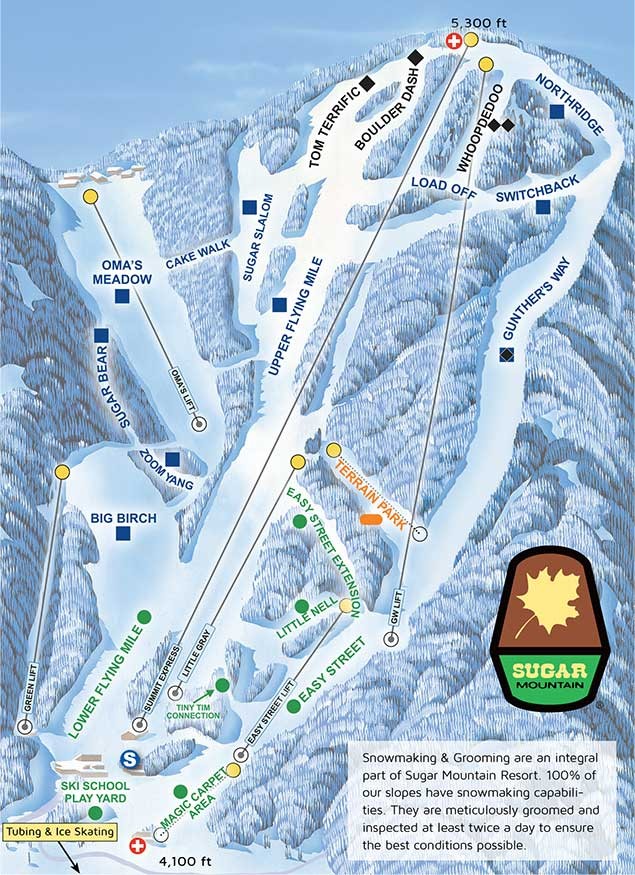 5,300 ft
TOM TERRIFIC
BOULDER DASH
WHOOPDEDOO
NORTHRIDGE
LOAD OFF
SWITCHBACK
CAKE WALK
SUGAR SLALOM
OMA'S
MEADOW
UPPER FLYING MILE
GUNTHER'S WAY
SUGAR BEAR
OMA'S LIFT
ZOOM YANG
BIG BIRCH
TERRAIN PARK
EASY STREET EXTENSION
LITTLE NELL
GW LIFT
EASY STREET
LOWER FLYING MILE
GREEN LIFT
SUMMIT EXPRESS
LITTLE GRAY
TINY TIM
CONNECTION
EASY STREET LIFT
SUGAR
MOUNTAIN
®
S
SKI SCHOOL
PLAY YARD
MAGIC CARPET
AREA
Tubing & Ice Skating
4,100 ft
Snowmaking & Grooming are an integral
part of Sugar Mountain Resort. 100% of
our slopes have snowmaking capabili-
ties. They are meticulously groomed and
inspected at least twice a day to ensure
the best conditions possible.